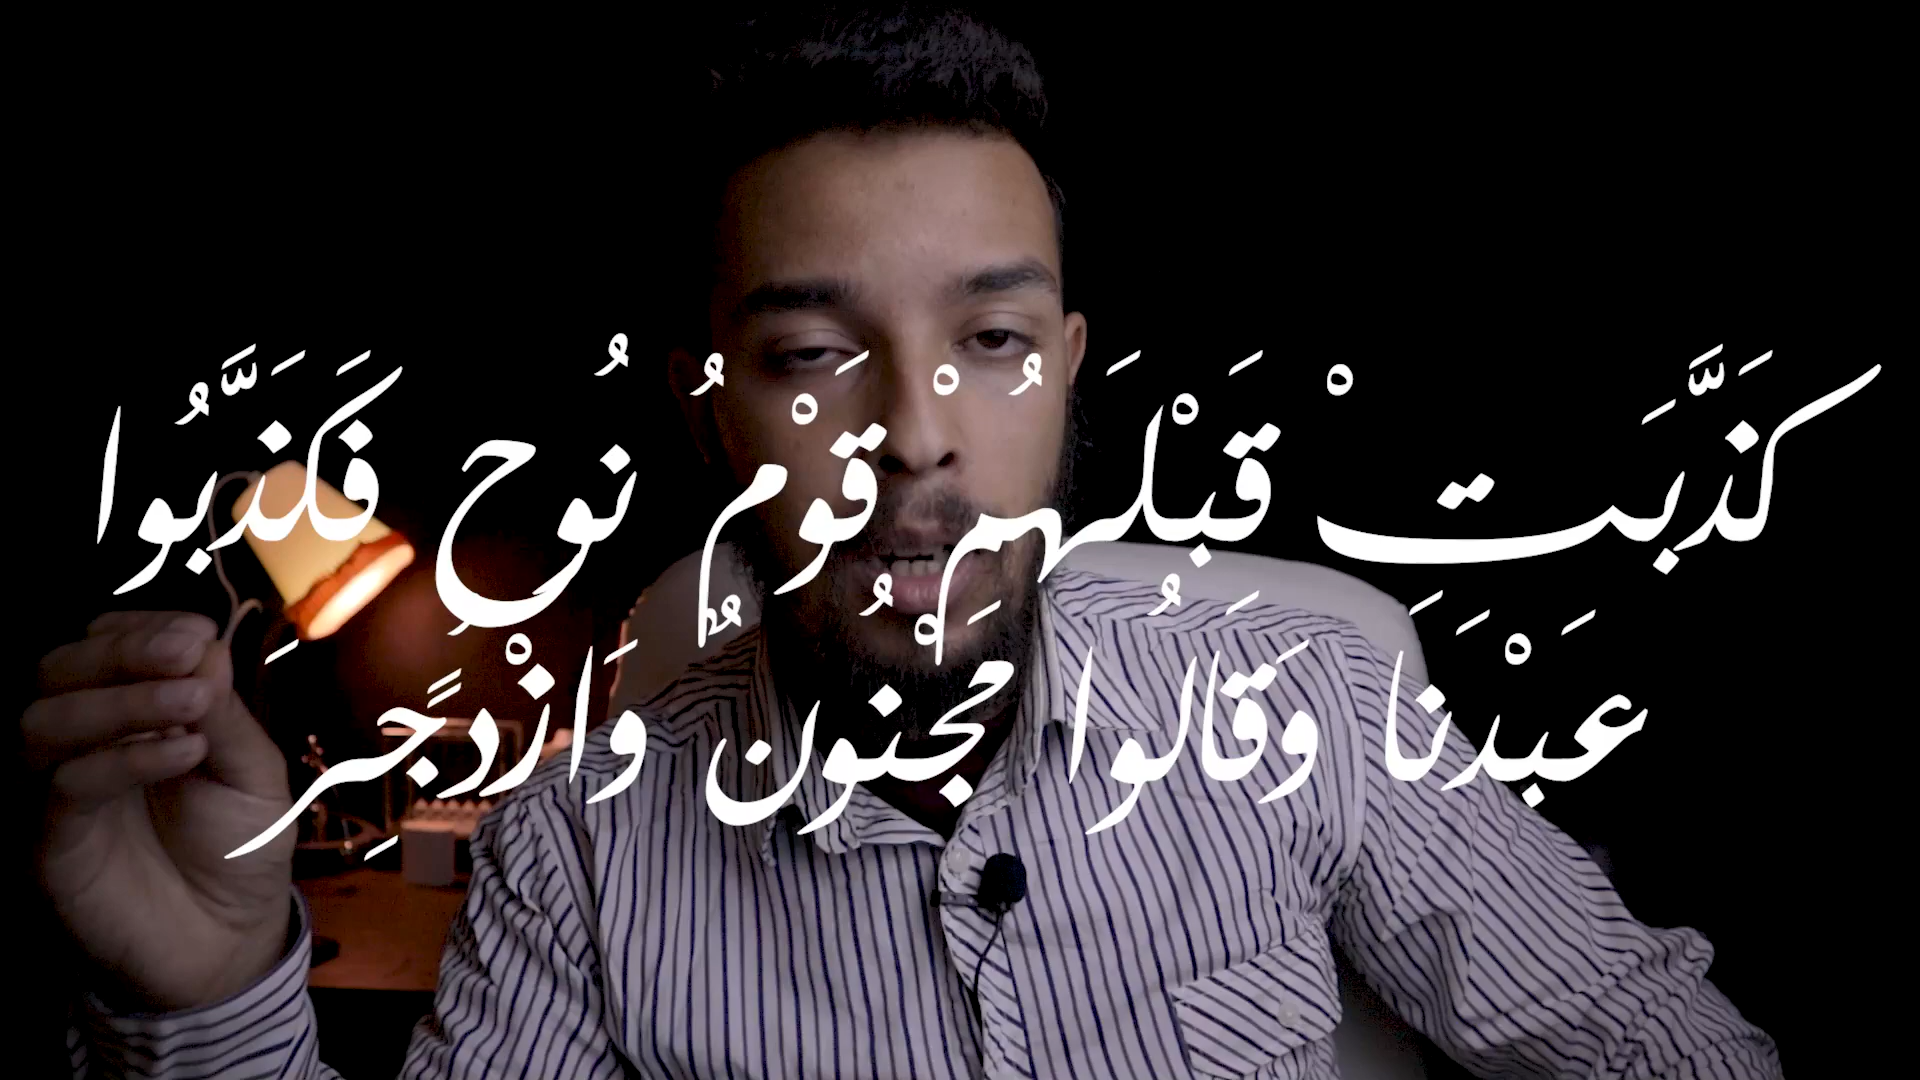 كَذَّبَتْ قَبْلَهُمْ قَوْمُ نُوحٍ فَكَذَّبُوا
عَبْدَنَا وَقَالُوا مَجْنُونٌ وَازْدُجِرَ